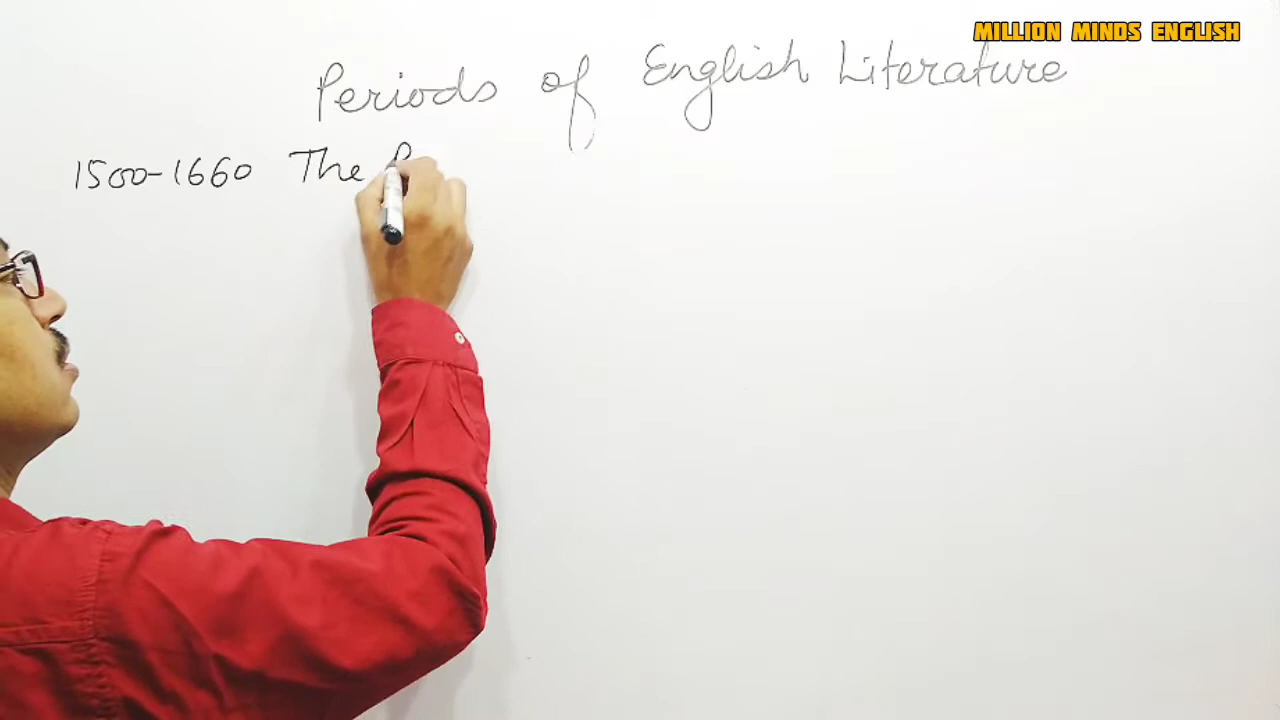 MILLION MINDS ENGLISH
Periods of English Literature
1500-1660 The